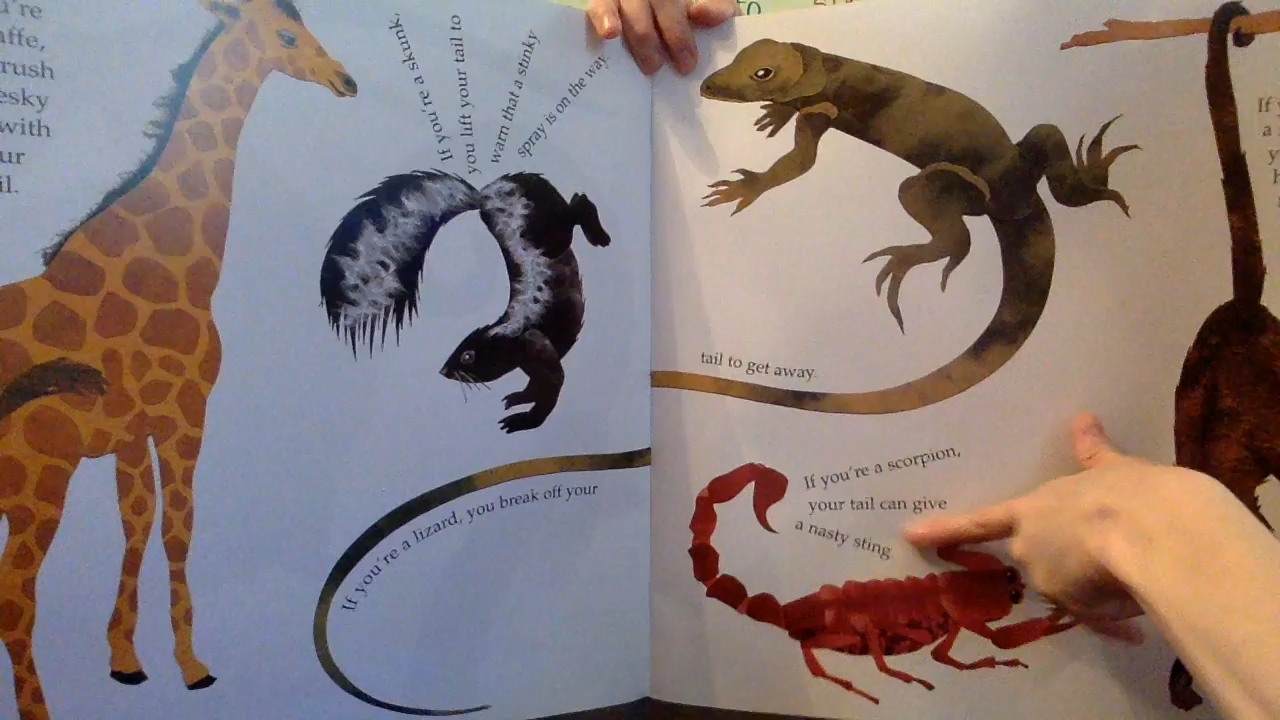 with
If you're a skunk,
you lift your tail to
warn that a stinky
spray is on the way.
If you're a lizard, you break off your
tail to get away.
If you're a scorpion,
your tail can give
a nasty sting
If
a